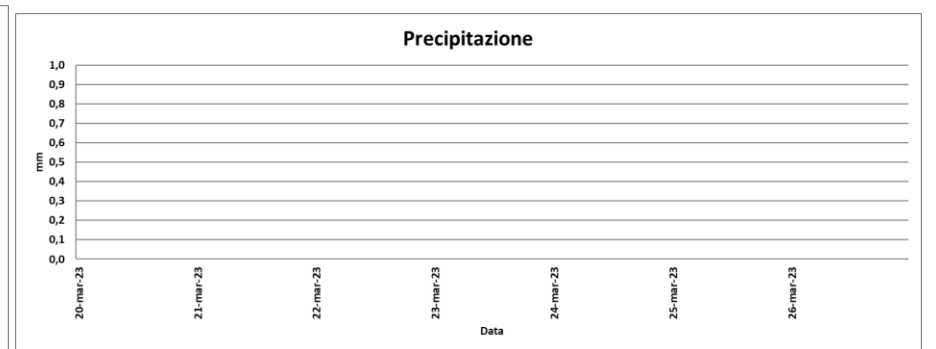 Precipitazione
1,0
0,9
0,8
0,7
0,6
0,5
0,4
0,3
0,2
0,1
0,0
mm
20-mar-23
21-mar-23
22-mar-23
23-mar-23
24-mar-23
25-mar-23
26-mar-23
Data